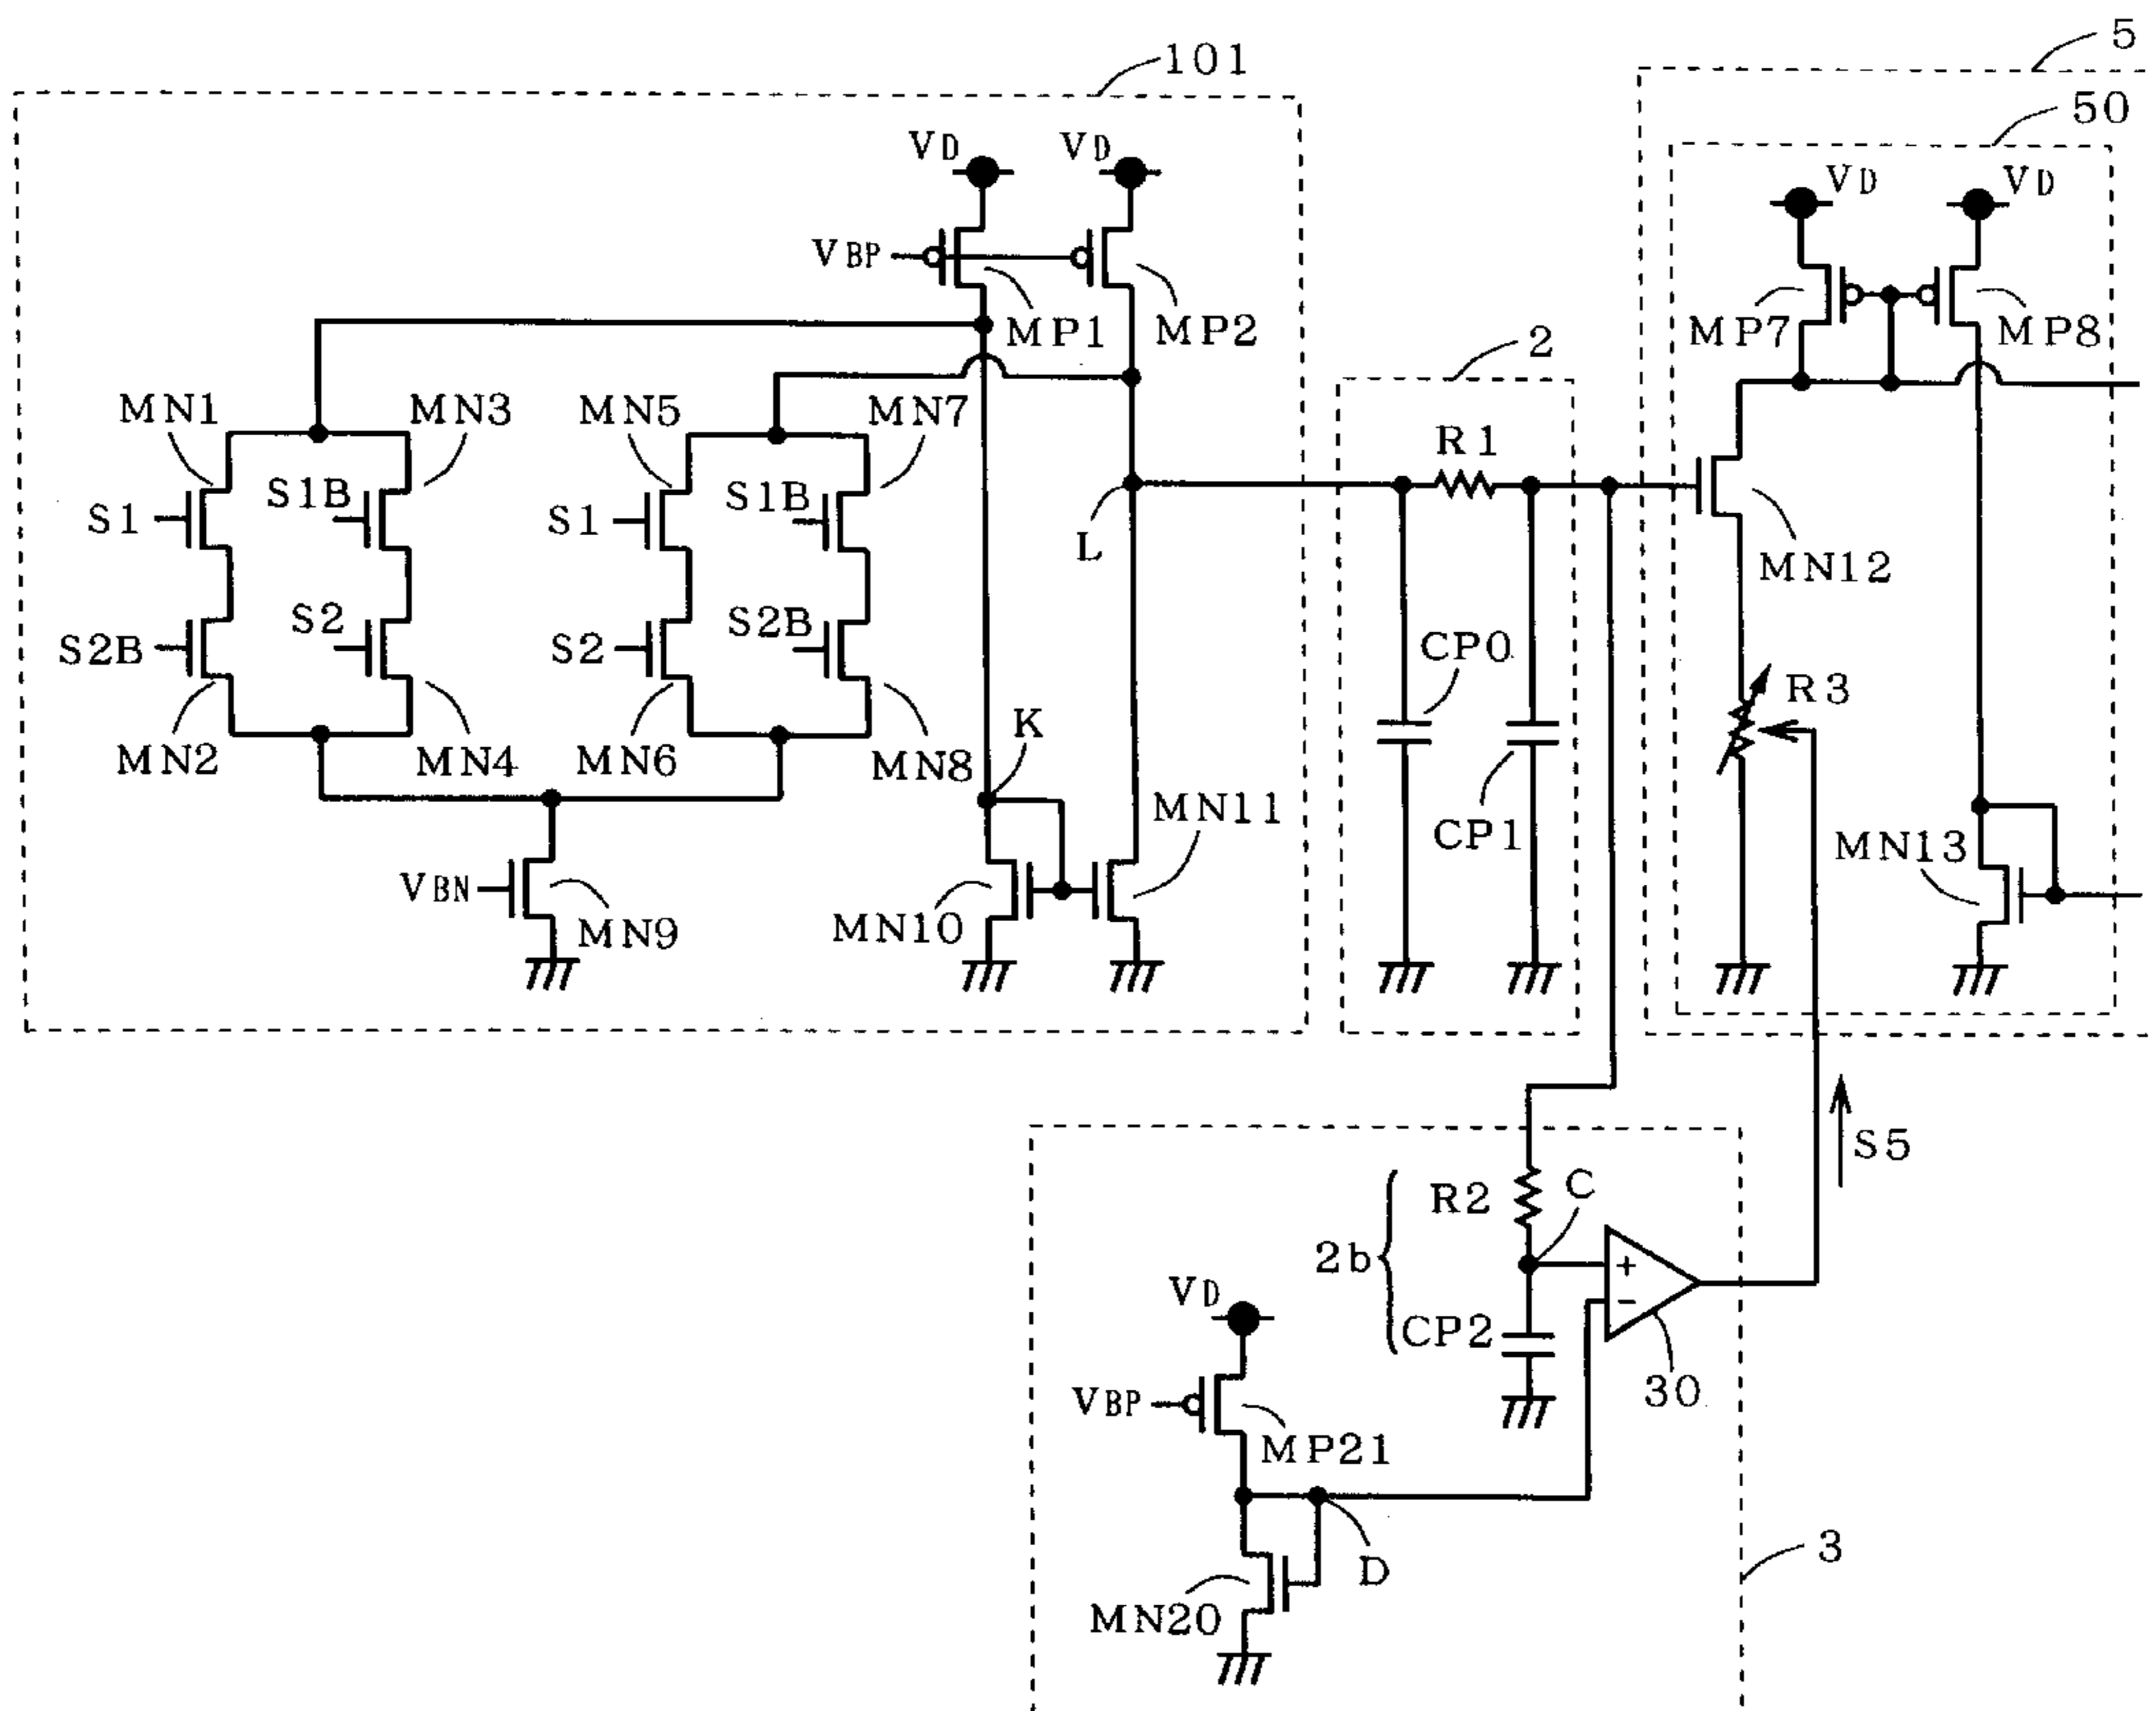 101
5
50
VD
VD
VD
VD
VBP
MP1
MP2
MP7
MP8
2
MN1
MN3
MN5
MN7
R1
S1
S1B
S1
S1B
L
MN12
S2B
S2
S2
S2B
CP0
R3
MN2
MN4
MN6
MN8
K
CP1
MN11
MN13
VBN
MN9
MN10
S5
R2
C
2b
VD
CP2
30
VBP
MP21
D
MN20
3
+
−